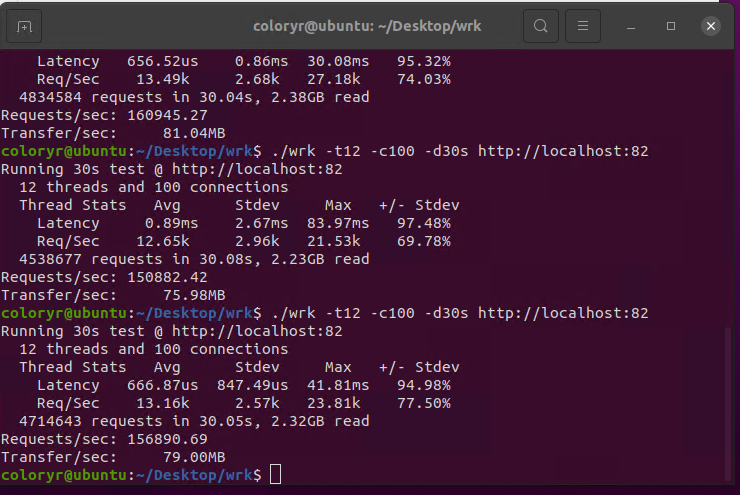 coloryr@ubuntu: ~/Desktop/wrk
Latency 656.52us 0.86ms 30.08ms 95.32%
Req/Sec 13.49k 2.68k 27.18k 74.03%
4834584 requests in 30.04s, 2.38GB read
Requests/sec: 160945.27
Transfer/sec: 81.04MB
coloryr@ubuntu:~/Desktop/wrk$ ./wrk -t12 -c100 -d30s http://localhost:82
Running 30s test @ http://localhost:82
12 threads and 100 connections
Thread Stats Avg Stdev Max +/- Stdev
Latency 0.89ms 2.67ms 83.97ms 97.48%
Req/Sec 12.65k 2.96k 21.53k 69.78%
4538677 requests in 30.08s, 2.23GB read
Requests/sec: 150882.42
Transfer/sec: 75.98MB
coloryr@ubuntu:~/Desktop/wrk$ ./wrk -t12 -c100 -d30s http://localhost:82
Running 30s test @ http://localhost:82
12 threads and 100 connections
Thread Stats Avg Stdev Max +/- Stdev
Latency 666.87us 847.49us 41.81ms 94.98%
Req/Sec 13.16k 2.57k 23.81k 77.50%
4714643 requests in 30.05s, 2.32GB read
Requests/sec: 156890.69
Transfer/sec: 79.00MB
coloryr@ubuntu:~/Desktop/wrk$